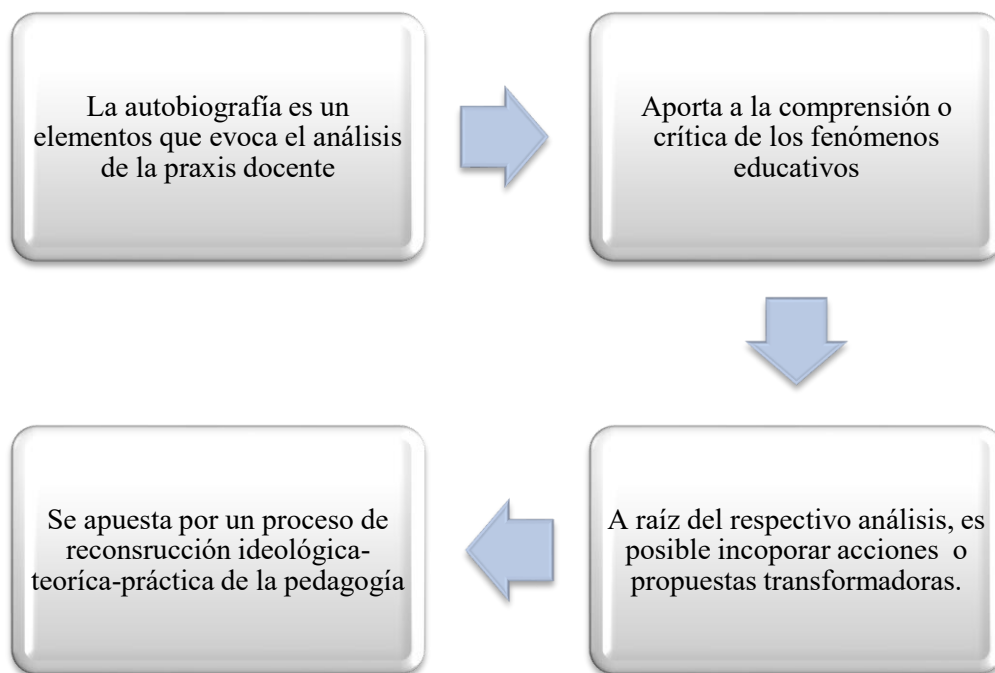 La autobiografía es un
elementos que evoca el análisis
de la praxis docente
Aporta a la comprensión o
crítica de los fenómenos
educativos
A raíz del respectivo análisis, es
posible incoporar acciones o
propuestas transformadoras.
Se apuesta por un proceso de
reconsrucción ideológica-
teoríca-práctica de la pedagogía